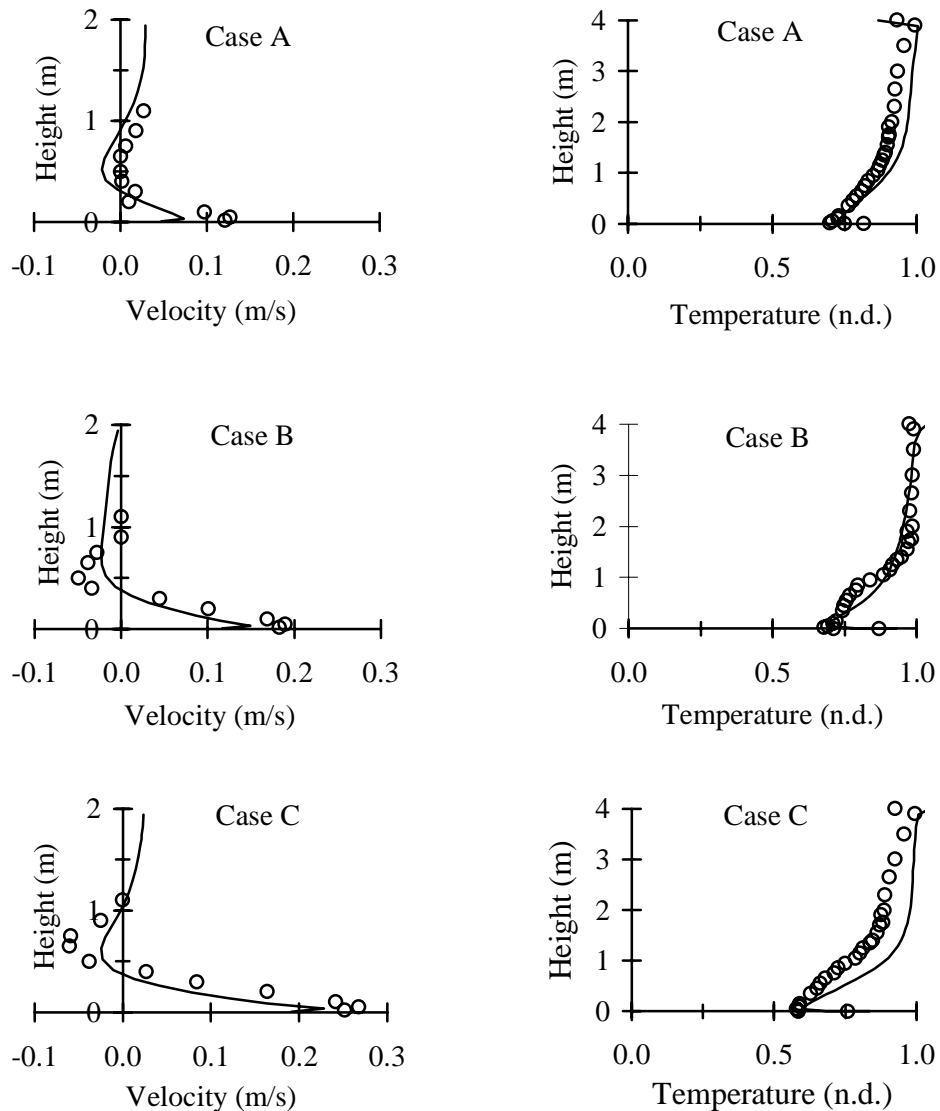 Case A
2
1
0
Height (m)
-0.1 0.0 0.1 0.2 0.3
Velocity (m/s)
Case A
4
3
2
1
0
Height (m)
0.0 0.5 1.0
Temperature (n.d.)
Case B
2
1
0
Height (m)
-0.1 0.0 0.1 0.2 0.3
Velocity (m/s)
Case B
4
3
2
1
0
Height (m)
0.0 0.5 1.0
Temperature (n.d.)
Case C
2
1
0
Height (m)
-0.1 0.0 0.1 0.2 0.3
Velocity (m/s)
Case C
4
3
2
1
0
Height (m)
0.0 0.5 1.0
Temperature (n.d.)